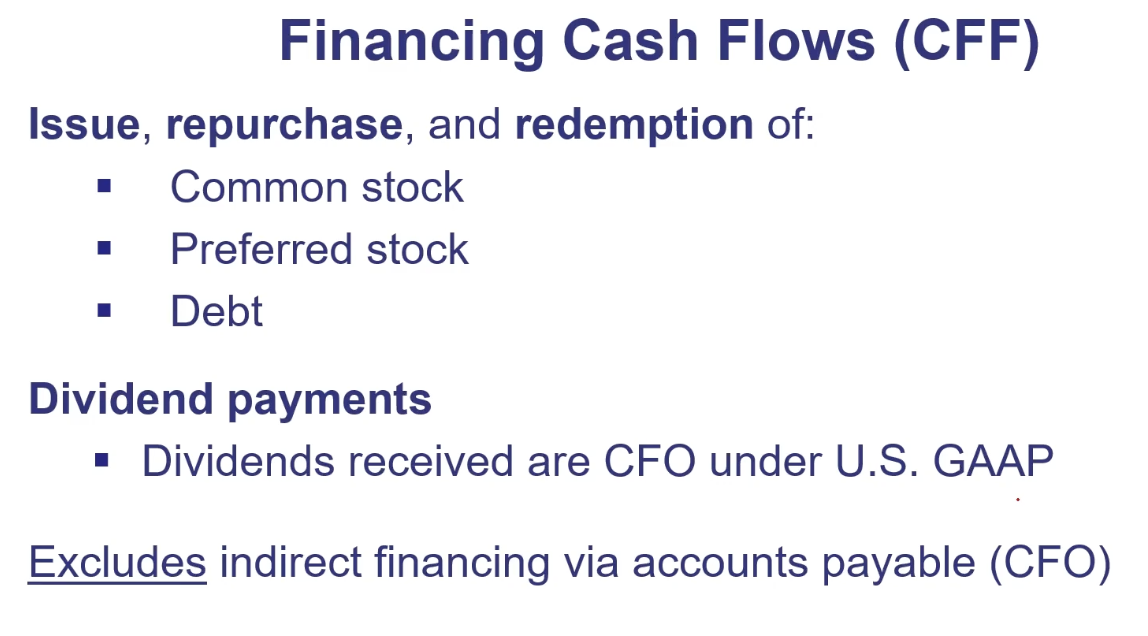 Financing Cash Flows (CFF)
Issue, repurchase, and redemption of:
▪ Common stock
▪ Preferred stock
▪ Debt
Dividend payments
▪ Dividends received are CFO under U.S. GAAP
Excludes indirect financing via accounts payable (CFO)